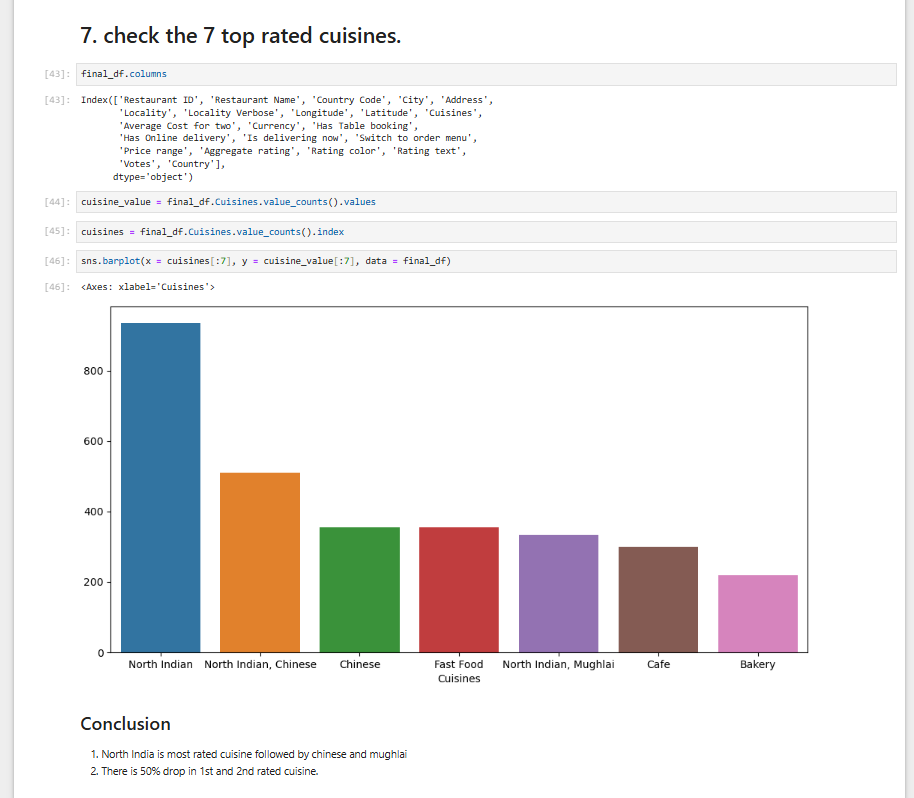 7. check the 7 top rated cuisines.
[43]: final_df.columns
[43]: Index(['Restaurant ID', 'Restaurant Name', 'Country Code', 'City', 'Address',
'Locality', 'Locality Verbose', 'Longitude', 'Latitude', 'Cuisines',
'Average Cost for two', 'Currency', 'Has Table booking',
'Has Online delivery', 'Is delivering now', 'Switch to order menu',
'Price range', 'Aggregate rating', 'Rating color', 'Rating text',
'Votes', 'Country'],
dtype='object')
[44]: cuisine_value = final_df.Cuisines.value_counts().values
[45]: cuisines = final_df.Cuisines.value_counts().index
[46]: sns.barplot(x = cuisines[:7], y = cuisine_value[:7], data = final_df)
[46]: <Axes: xlabel='Cuisines'>
800
600
400
200
0
North Indian North Indian, Chinese Chinese Fast Food North Indian, Mughlai Cafe Bakery
Cuisines
Conclusion
1. North India is most rated cuisine followed by chinese and mughlai
2. There is 50% drop in 1st and 2nd rated cuisine.